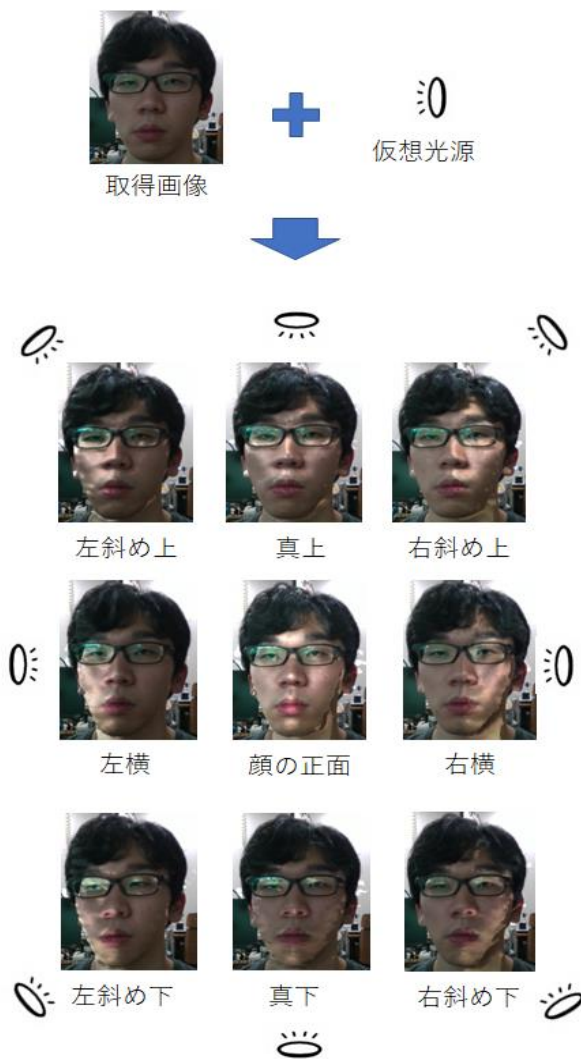 取得画像
仮想光源
左斜め上
真上
右斜め上
左横
顔の正面
右横
左斜め下
真下
右斜め下